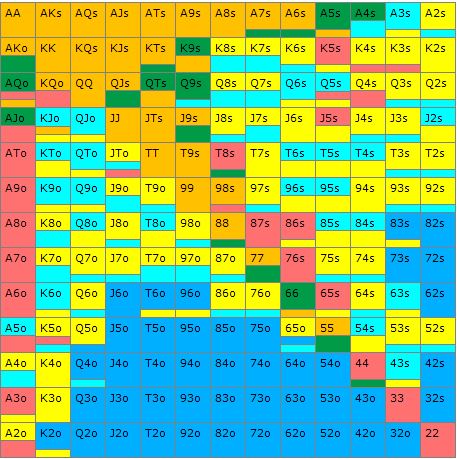 AA AKs AQs AJs ATs A9s A8s A7s A6s A5s A4s A3s A2s
AKo KK KQs KJs KTs K9s K8s K7s K6s K5s K4s K3s K2s
AQo KQo QQ QJs QTs Q9s Q8s Q7s Q6s Q5s Q4s Q3s Q2s
AJo KJo QJo JJ JTs J9s J8s J7s J6s J5s J4s J3s J2s
ATo KTo QTo JTo TT T9s T8s T7s T6s T5s T4s T3s T2s
A9o K9o Q9o J9o T9o 99 98s 97s 96s 95s 94s 93s 92s
A8o K8o Q8o J8o T8o 98o 88 87s 86s 85s 84s 83s 82s
A7o K7o Q7o J7o T7o 97o 87o 77 76s 75s 74s 73s 72s
A6o K6o Q6o J6o T6o 96o 86o 76o 66 65s 64s 63s 62s
A5o K5o Q5o J5o T5o 95o 85o 75o 65o 55 54s 53s 52s
A4o K4o Q4o J4o T4o 94o 84o 74o 64o 54o 44 43s 42s
A3o K3o Q3o J3o T3o 93o 83o 73o 63o 53o 43o 33 32s
A2o K2o Q2o J2o T2o 92o 82o 72o 62o 52o 42o 32o 22